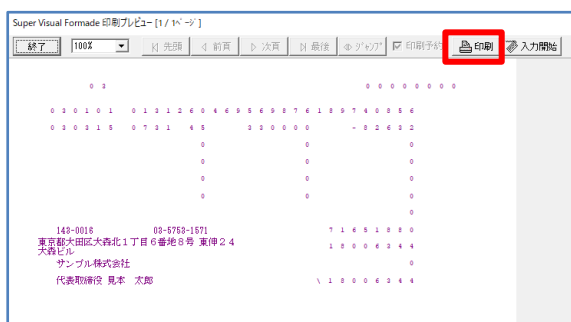 Super Visual Formade 印刷プレビュー [1 / 1ページ]
終了 100% 先頭 前頁 次頁 最後 ジャンプ 印刷予約 印刷 入力開始
0 3 0 0 0 0 0 0 0 0
0 3 0 1 0 1 0 1 3 1 2 6 0 4 6 9 5 6 9 8 7 6 1 8 9 7 4 0 8 5 6
0 3 0 3 1 5 0 7 3 1 4 5 3 3 0 0 0 0 - 8 2 6 3 2
0 0 0
0 0 0
0 0 0
0 0 0
0
143-0016 03-5753-1571 7 1 6 5 1 8 8 0
東京都大田区大森北1丁目6番地8号 東伸24 1 8 0 0 6 3 4 4
大森ビル
サンプル株式会社 0
代表取締役 見本 太郎 \ 1 8 0 0 6 3 4 4